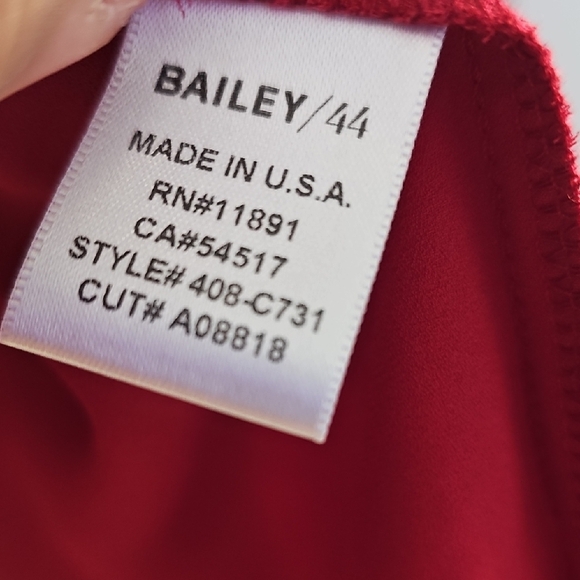 BAILEY/44
MADE IN U.S.A.
RN#11891
CA#54517
STYLE# 408-C731
CUT# A08818